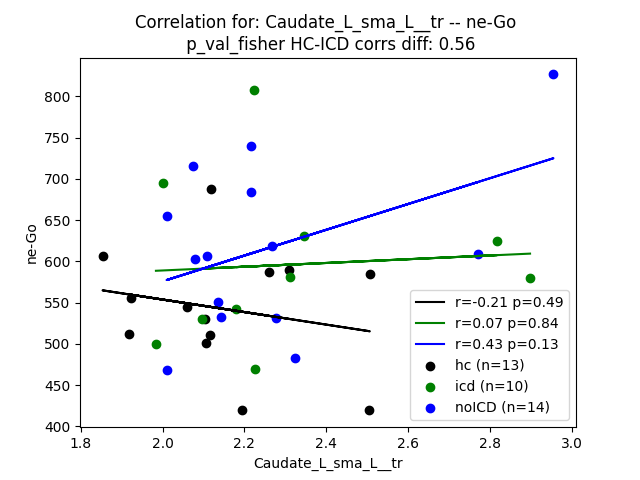 Correlation for: Caudate_L_sma_L__tr -- ne-Go
p_val_fisher HC-ICD corrs diff: 0.56
ne-Go
800
750
700
650
600
550
500
450
400
1.8 2.0 2.2 2.4 2.6 2.8 3.0
Caudate_L_sma_L__tr
r=-0.21 p=0.49
r=0.07 p=0.84
r=0.43 p=0.13
hc (n=13)
icd (n=10)
noICD (n=14)